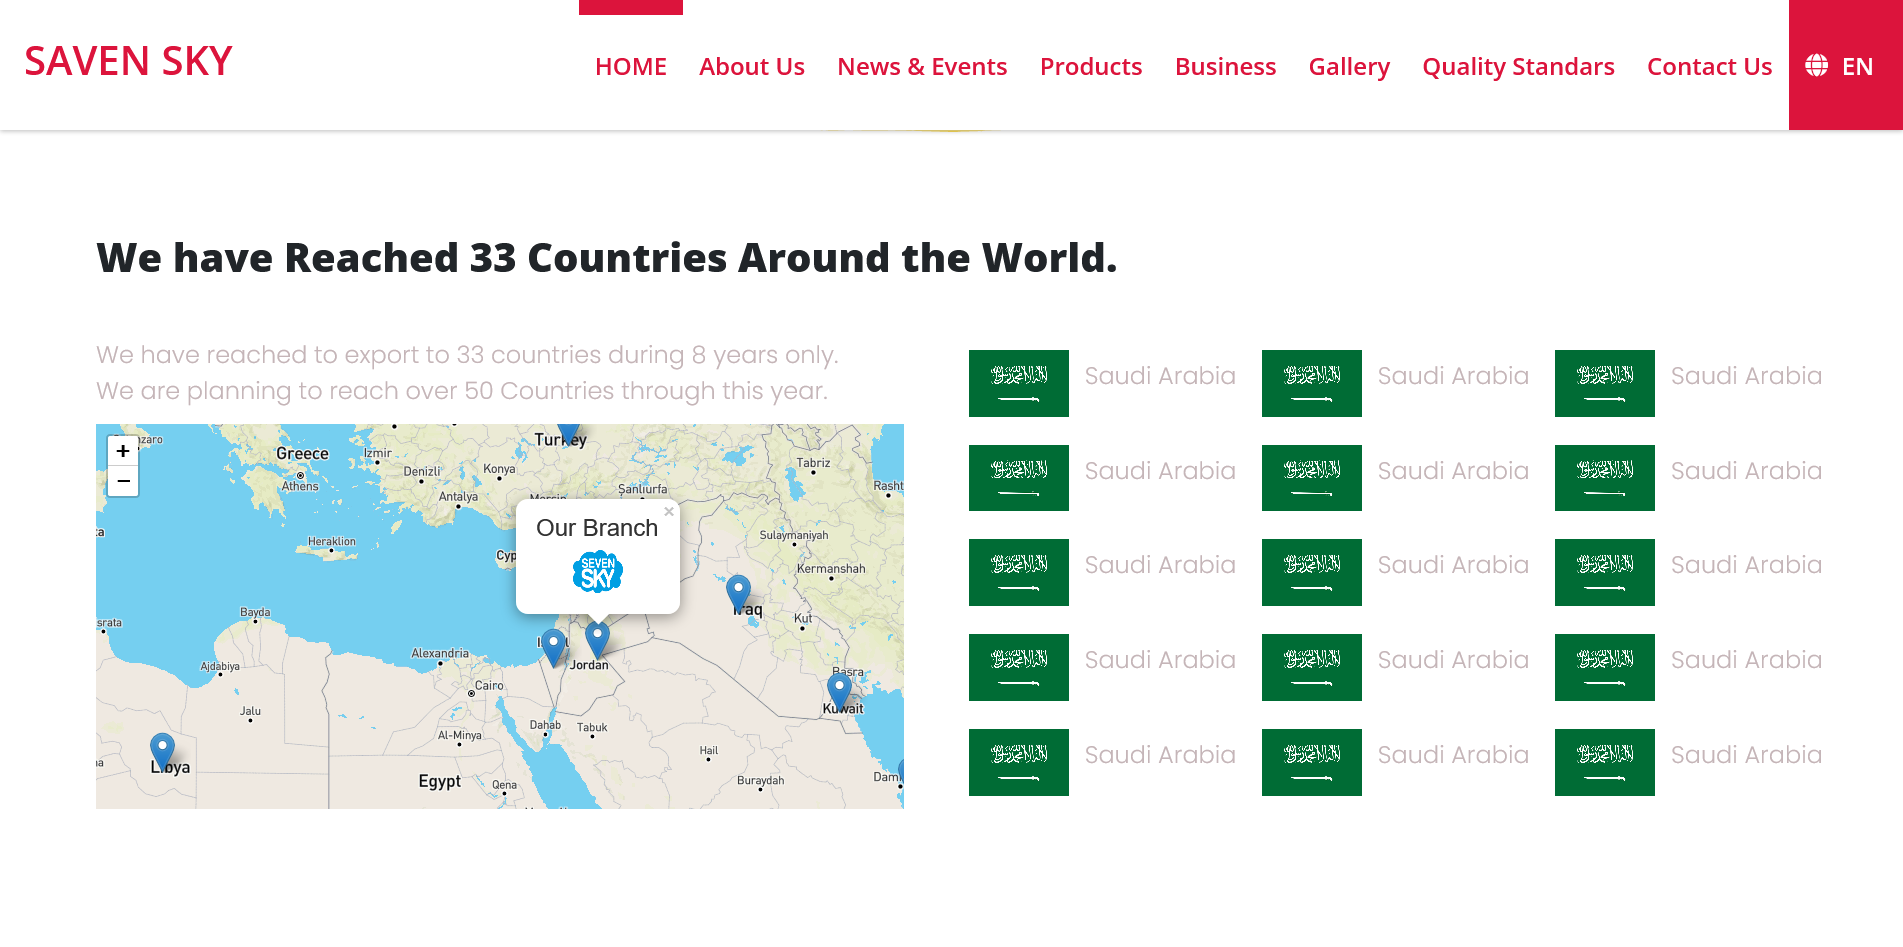 SAVEN SKY
HOME About Us News & Events Products Business Gallery Quality Standars Contact Us EN
We have Reached 33 Countries Around the World.
We have reached to export to 33 countries during 8 years only.
We are planning to reach over 50 Countries through this year.
+
−
Greece
Athens
Izmir
Denizli
Antalya
Konya
Turkey
Şanlıurfa
Tabriz
Rasht
Heraklion
Sulaymaniyah
Kermanshah
Our Branch
×
SEVEN
SKY
Iraq
Kut
Bayda
Ajdabiya
Alexandria
Cairo
Jordan
Basra
Kuwait
Jalu
Al-Minya
Dahab
Tabuk
Hail
Libya
Egypt
Qena
Buraydah
Saudi Arabia Saudi Arabia Saudi Arabia
Saudi Arabia Saudi Arabia Saudi Arabia
Saudi Arabia Saudi Arabia Saudi Arabia
Saudi Arabia Saudi Arabia Saudi Arabia
Saudi Arabia Saudi Arabia Saudi Arabia